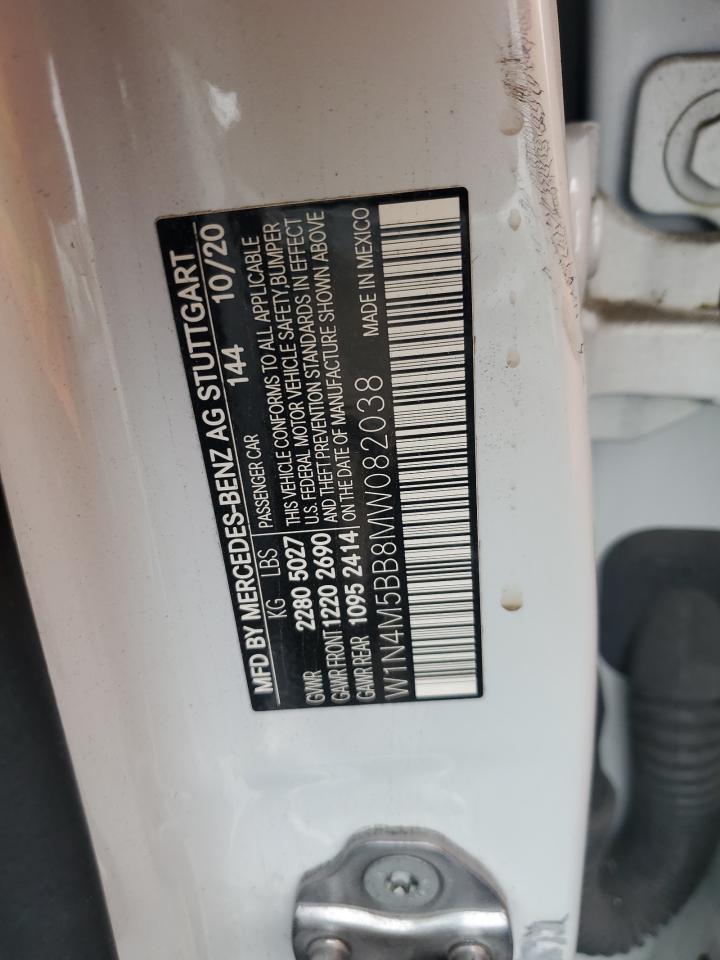 MFD BY MERCEDES-BENZ AG STUTTGART
144 10/20
KG LBS PASSENGER CAR
GVWR 2280 5027
GAWR FRONT 1220 2690
GAWR REAR 1095 2414
THIS VEHICLE CONFORMS TO ALL APPLICABLE
U.S. FEDERAL MOTOR VEHICLE SAFETY,BUMPER
AND THEFT PREVENTION STANDARDS IN EFFECT
ON THE DATE OF MANUFACTURE SHOWN ABOVE
W1N4M5BB8MW082038 MADE IN MEXICO